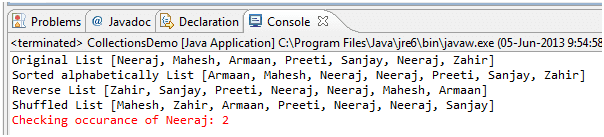 Problems @ Javadoc Declaration Console
<terminated> CollectionsDemo [Java Application] C:\Program Files\Java\jre6\bin\javaw.exe (05-Jun-2013 9:54:58
Original List [Neeraj, Mahesh, Armaan, Preeti, Sanjay, Neeraj, Zahir]
Sorted alphabetically List [Armaan, Mahesh, Neeraj, Neeraj, Preeti, Sanjay, Zahir]
Reverse List [Zahir, Sanjay, Preeti, Neeraj, Neeraj, Mahesh, Armaan]
Shuffled List [Mahesh, Zahir, Armaan, Preeti, Neeraj, Neeraj, Sanjay]
Checking occurance of Neeraj: 2